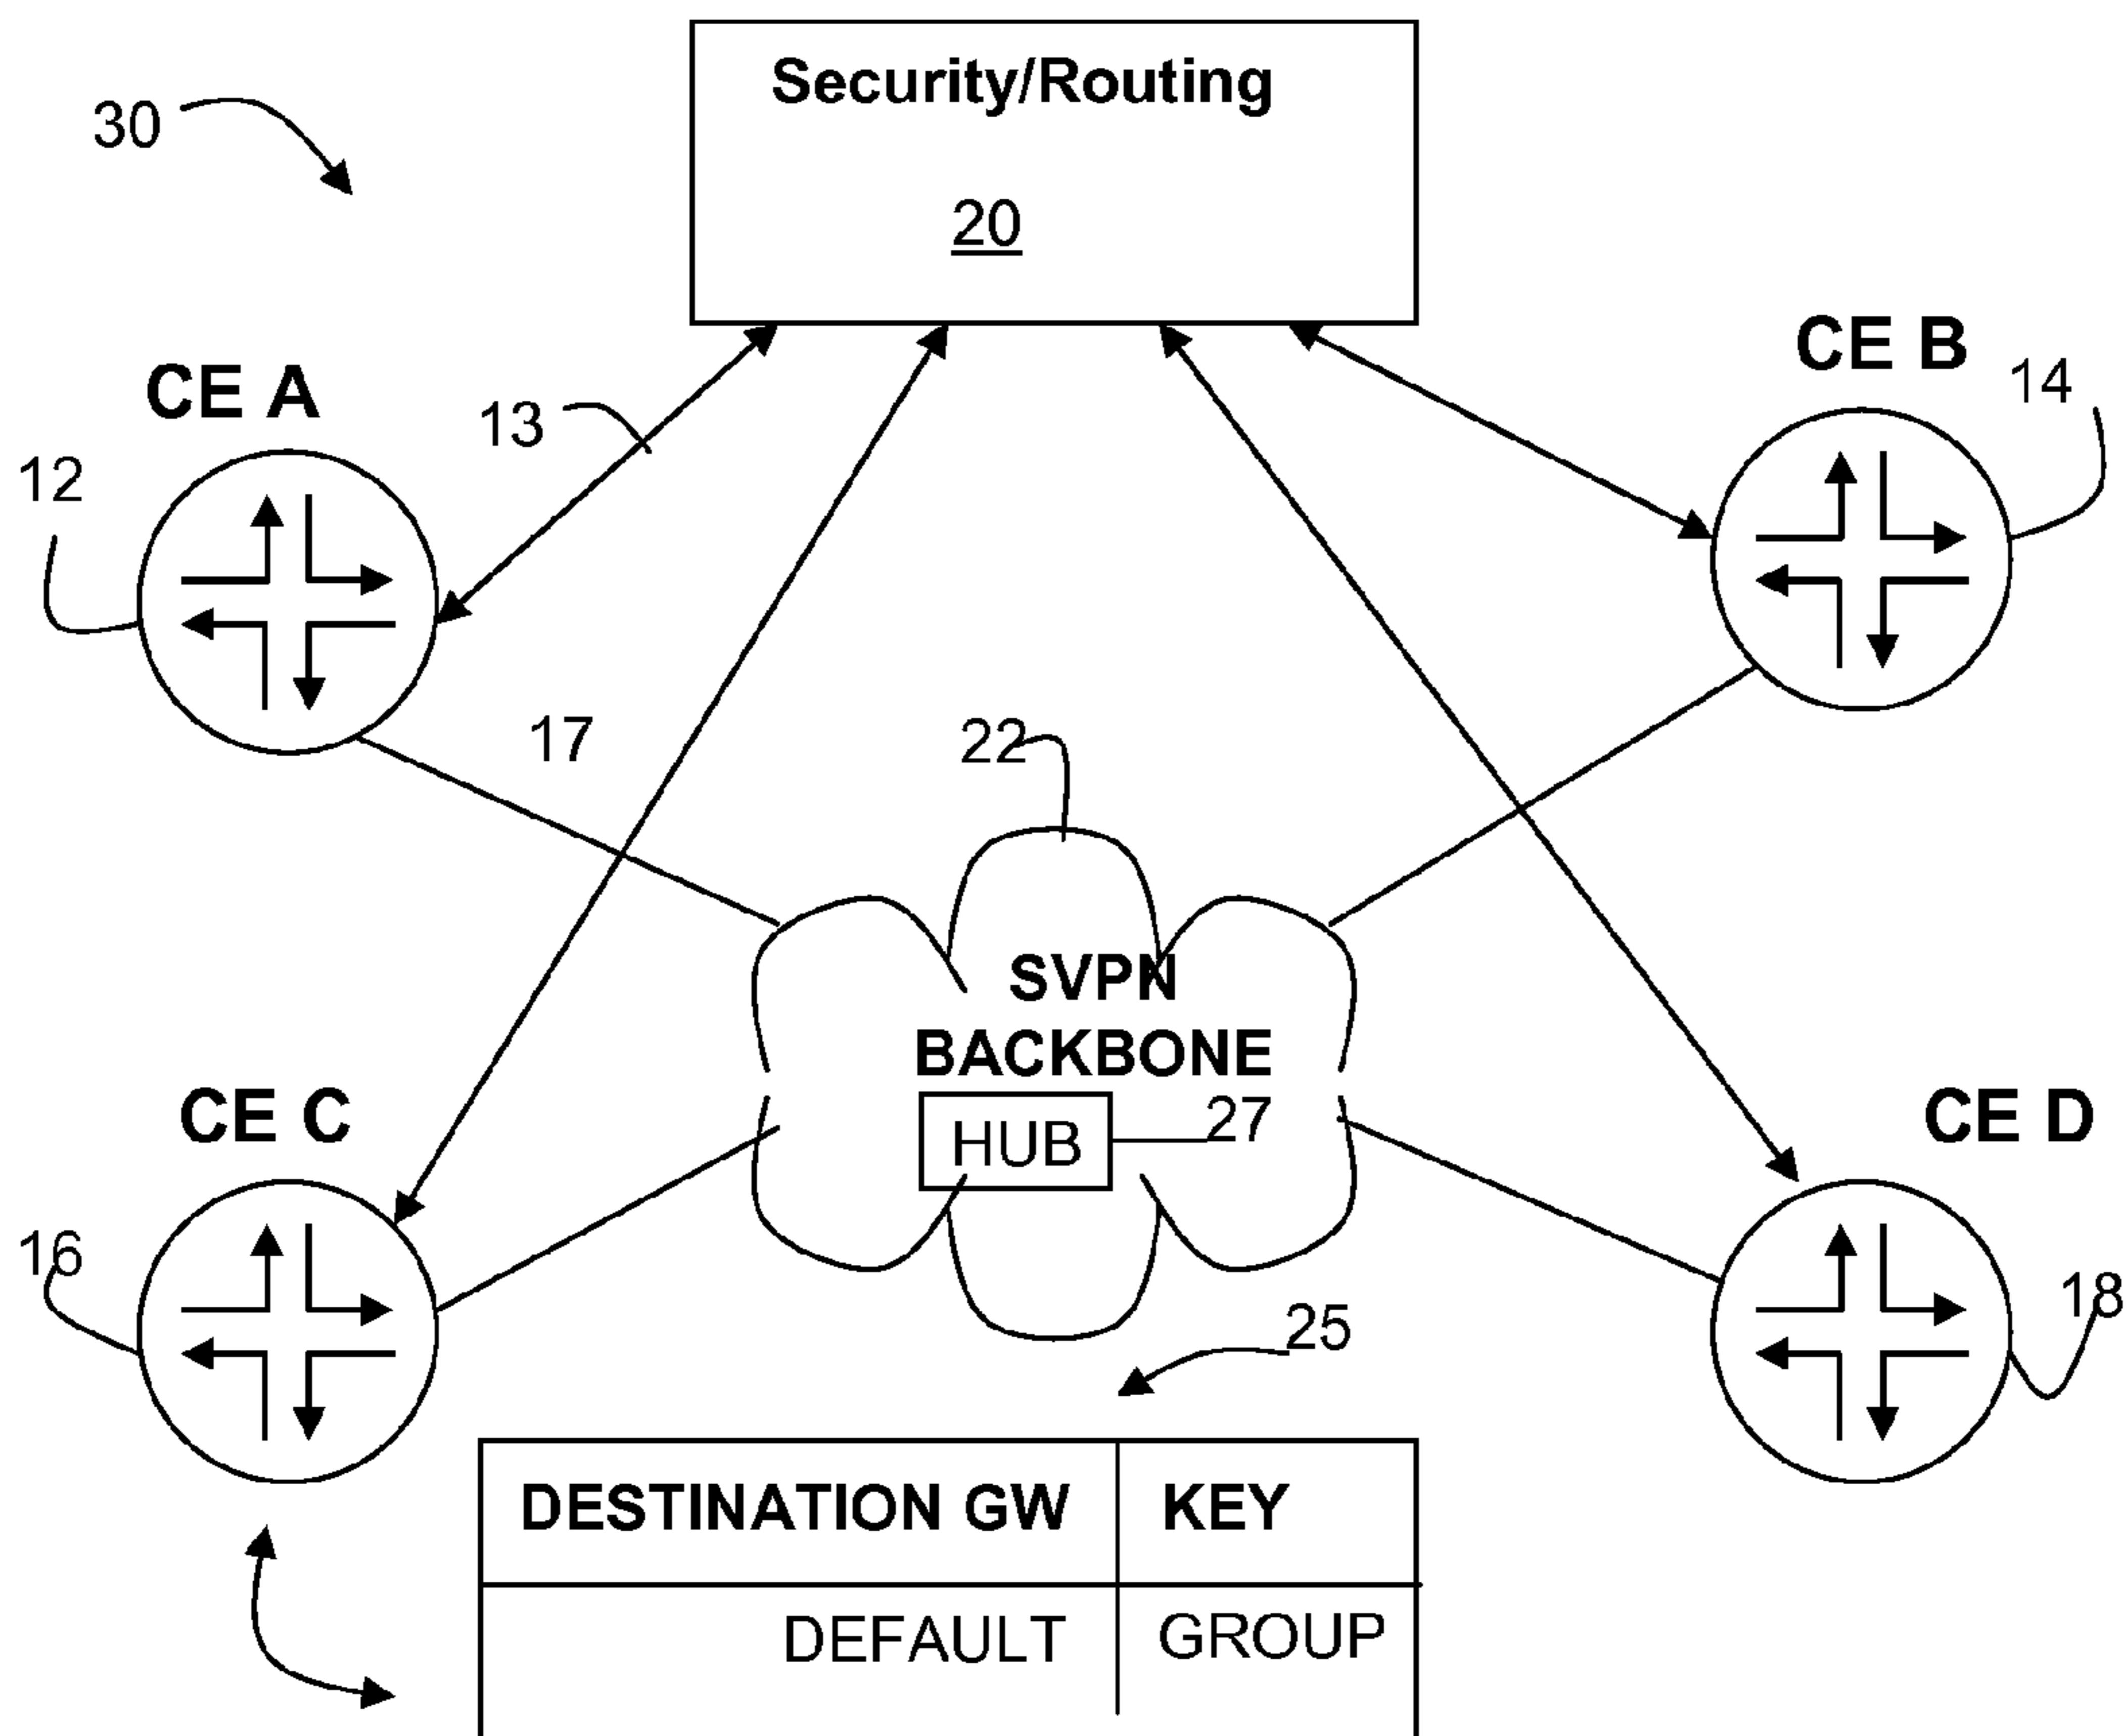 Security/Routing
20
30
CE A
13
12
CE B
14
17
22
SVPN
BACKBONE
HUB
27
CE C
16
CE D
18
25
DESTINATION GW KEY
DEFAULT GROUP